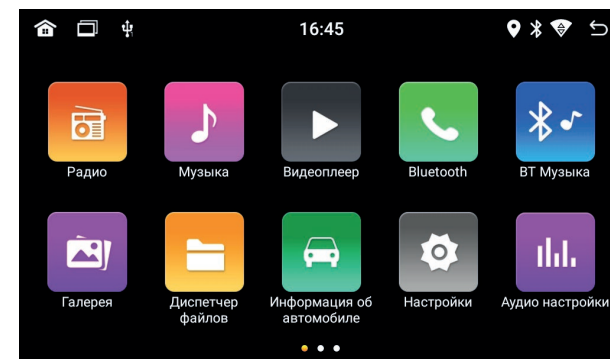 16:45
Радио Музыка Видеоплеер Bluetooth BT Музыка
Галерея Диспетчер файлов Информация об автомобиле Настройки Аудио настройки